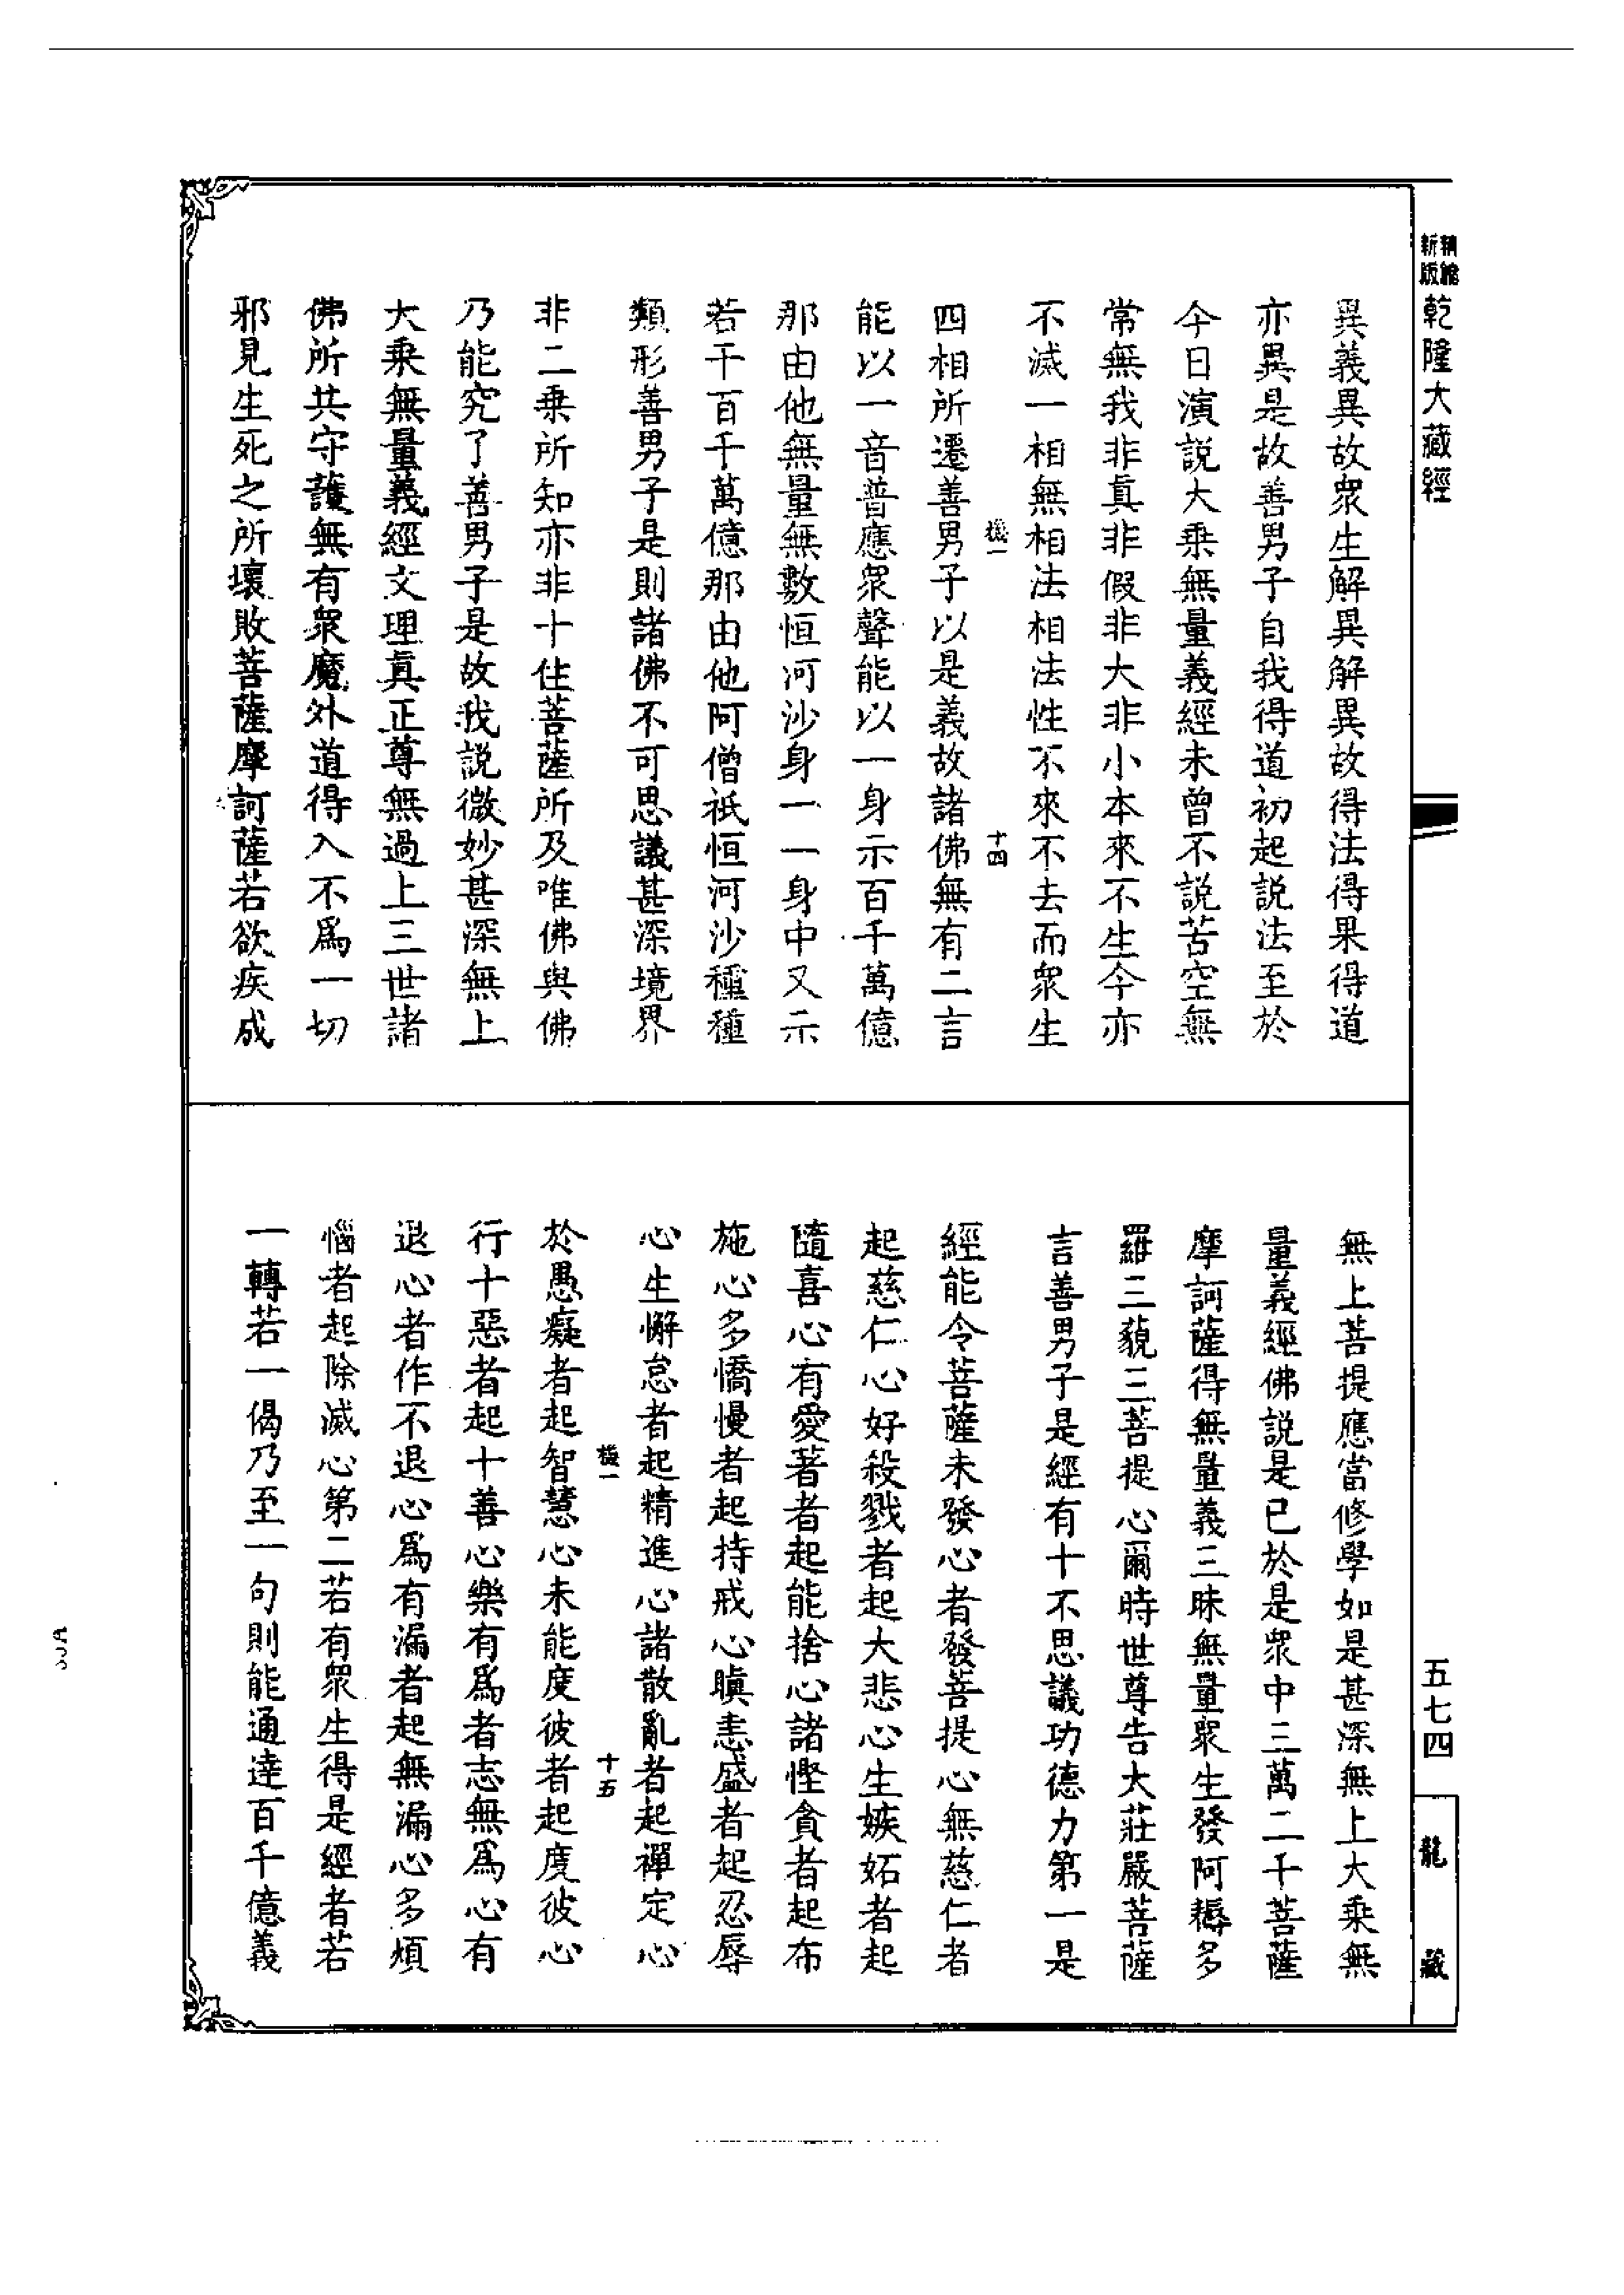 新版精縮
乾隆大藏經
異義異故衆生解異解異故得法得果得道
亦異是故善男子自我得道初起説法至於
今日演説大乘無量義經未曾不説苦空無
常無我非眞非假非大非小本來不生今亦
不滅一相無相法相法性不來不去而衆生
十四
四相所遷善男子以是義故諸佛無有二言
能以一音普應衆聲能以一身示百千萬億
那由他無量無數恒河沙身一一身中又示
若干百千萬億那由他阿僧祇恒河沙種種
類形善男子是則諸佛不可思議甚深境界
非二乘所知亦非十住菩薩所及唯佛與佛
乃能究了善男子是故我説微妙甚深無上
大乘無量義經文理眞正尊無過上三世諸
佛所共守護無有衆魔外道得入不爲一切
邪見生死之所壞敗菩薩摩訶薩若欲疾成
無上菩提應當修學如是甚深無上大乘無
量義經佛説是已於是衆中三萬二千菩薩
摩訶薩得無量義三昧無量衆生發阿耨多
羅三藐三菩提心爾時世尊告大莊嚴菩薩
言善男子是經有十不思議功德力第一是
經能令菩薩未發心者發菩提心無慈仁者
起慈仁心好殺戮者起大悲心生嫉妬者起
隨喜心有愛著者起能捨心諸慳貪者起布
施心多憍慢者起持戒心瞋恚盛者起忍辱
心生懈怠者起精進心諸散亂者起禪定心
十五
於愚癡者起智慧心未能度彼者起度彼心
行十惡者起十善心樂有爲者志無爲心有
退心者作不退心爲有漏者起無漏心多煩
惱者起除滅心第二若有衆生得是經者若
一轉若一偈乃至一句則能通達百千億義
五七四
龍藏